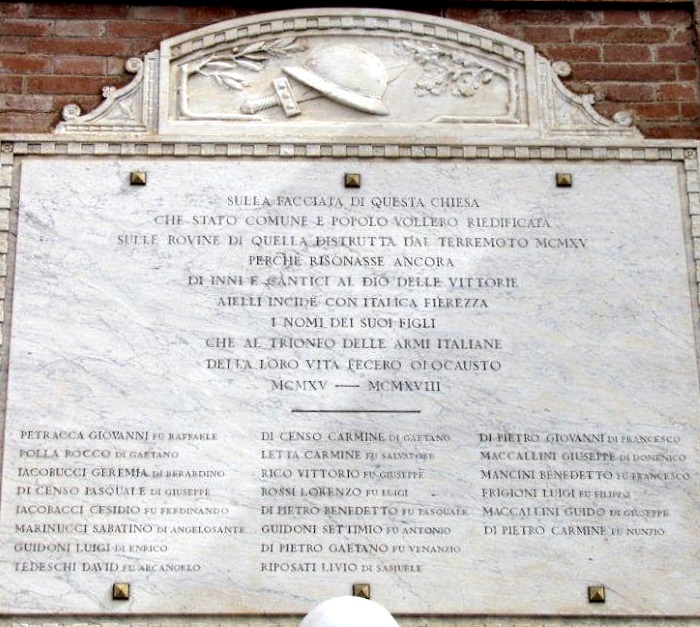 SULLA FACCIATA DI QUESTA CHIESA
CHE STATO COMUNE E POPOLO VOLLERO RIEDIFICATA
SULLE ROVINE DI QUELLA DISTRUTTA DAL TERREMOTO MCMXV
PERCHÈ RISONASSE ANCORA
DI INNI E CANTICI AL DIO DELLE VITTORIE
AIELLI INCIDE CON ITALICA FIEREZZA
I NOMI DEI SUOI FIGLI
CHE AL TRIONFO DELLE ARMI ITALIANE
DELLA LORO VITA FECERO OLOCAUSTO
MCMXV — MCMXVIII
PETRACCA GIOVANNI FU RAFFAELE
POLLA ROCCO DI GAETANO
IACOBUCCI GEREMIA DI BERARDINO
DI CENSO PASQUALE DI GIUSEPPE
IACOBACCI CESIDIO FU FERDINANDO
MARINUCCI SABATINO DI ANGELOSANTE
GUIDONI LUIGI DI ENRICO
TEDESCHI DAVID FU ARCANGELO
DI CENSO CARMINE DI GAETANO
LETTA CARMINE FU SALVATORE
RICO VITTORIO FU GIUSEPPE
ROSSI LORENZO FU LUIGI
DI PIETRO BENEDETTO FU PASQUALE
GUIDONI SETTIMIO FU ANTONIO
DI PIETRO GAETANO FU VENANZIO
RIPOSATI LIVIO DI SAMUELE
DI PIETRO GIOVANNI DI FRANCESCO
MACCALLINI GIUSEPPE DI DOMENICO
MANCINI BENEDETTO FU FRANCESCO
FRIGIONI LUIGI FU FILIPPO
MACCALLINI GUIDO DI GIUSEPPE
DI PIETRO CARMINE FU NUNZIO